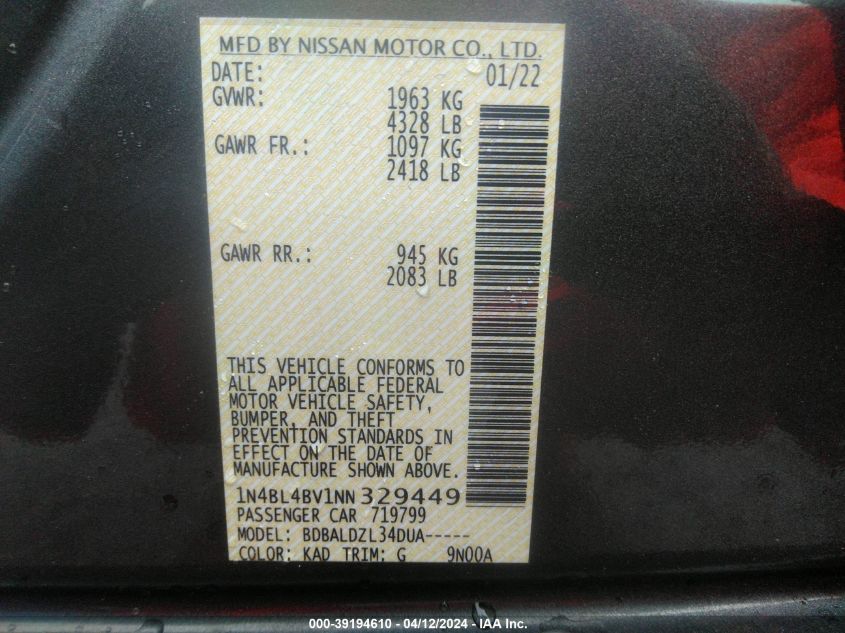 MFD BY NISSAN MOTOR CO., LTD.
DATE: 01/22
GVWR: 1963 KG
4328 LB
GAWR FR.: 1097 KG
2418 LB
GAWR RR.: 945 KG
2083 LB
THIS VEHICLE CONFORMS TO
ALL APPLICABLE FEDERAL
MOTOR VEHICLE SAFETY,
BUMPER, AND THEFT
PREVENTION STANDARDS IN
EFFECT ON THE DATE OF
MANUFACTURE SHOWN ABOVE.
1N4BL4BV1NN329449
PASSENGER CAR 719799
MODEL: BDBALDZL34DUA-----
COLOR: KAD TRIM: G 9N00A
000-39194610 - 04/12/2024 - IAA Inc.